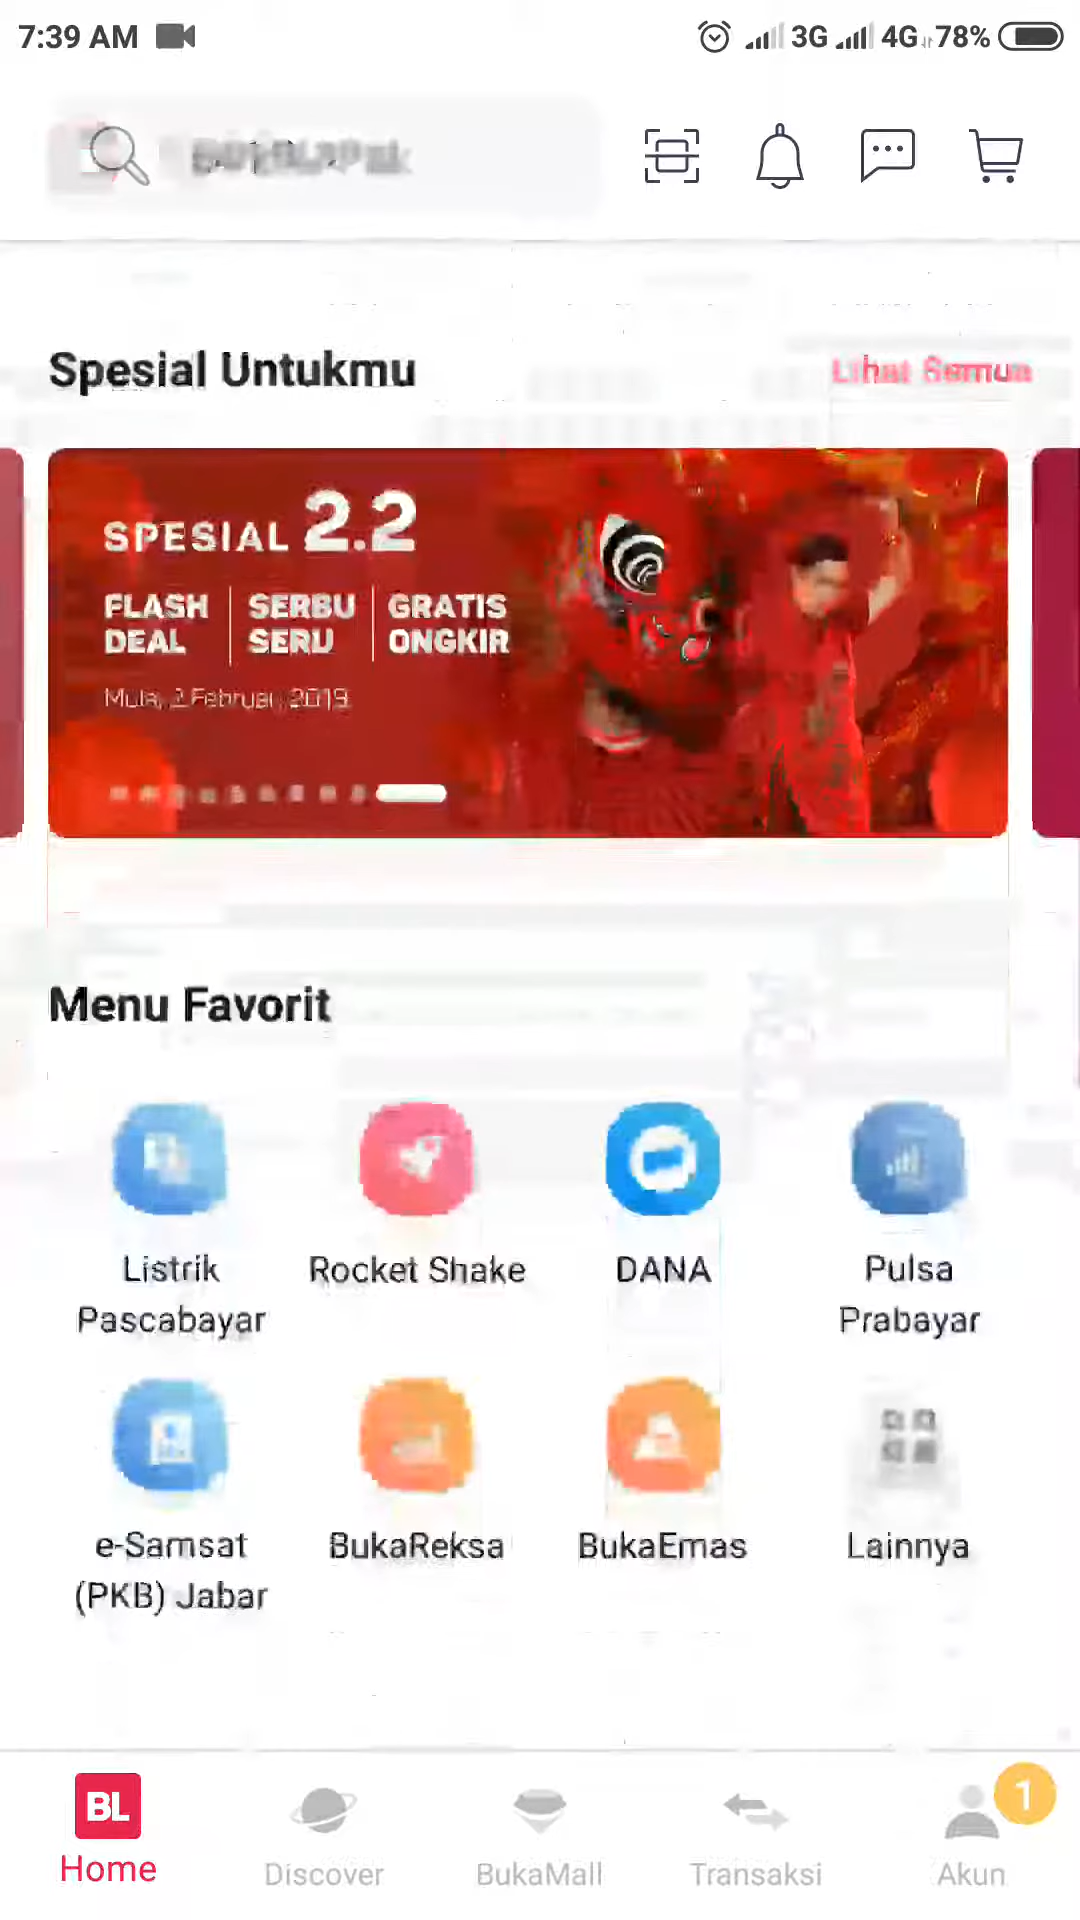 7:39 AM 3G 4G 78%
Spesial Untukmu
Lihat Semua
SPESIAL 2.2
FLASH DEAL
SERBU SERU
GRATIS ONGKIR
2 Februari 2019
Menu Favorit
Listrik Pascabayar
Rocket Shake
DANA
Pulsa Prabayar
e-Samsat (PKB) Jabar
BukaReksa
BukaEmas
Lainnya
BL
1
Home
Discover
BukaMall
Transaksi
Akun